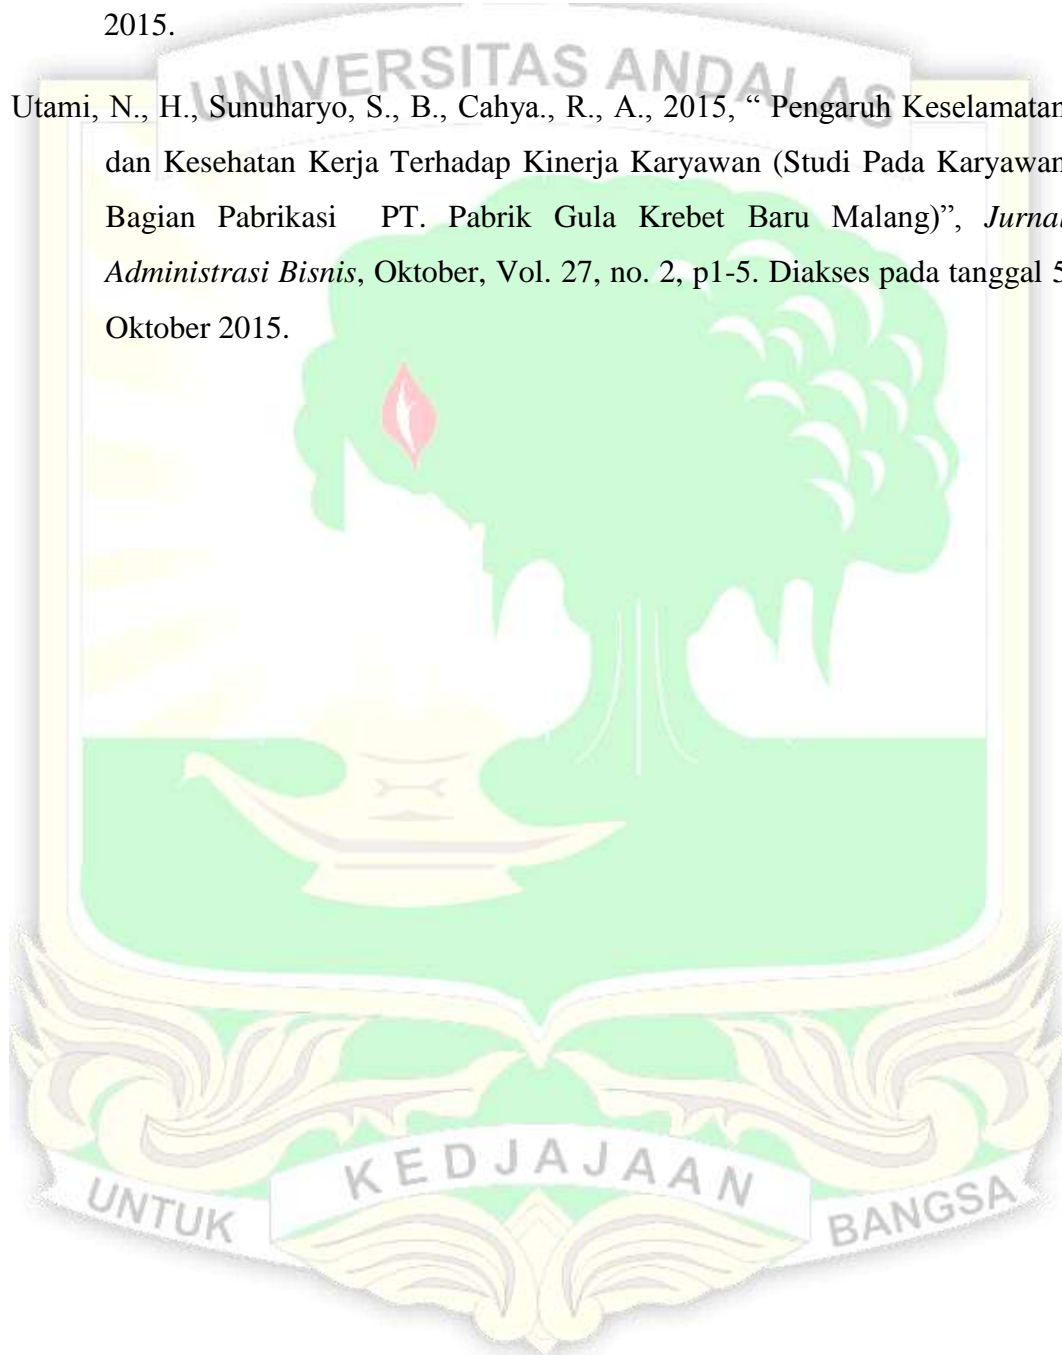 2015.
UNIVERSITAS ANDALAS
Utami, N., H., Sunuharyo, S., B., Cahya., R., A., 2015, “ Pengaruh Keselamatan
dan Kesehatan Kerja Terhadap Kinerja Karyawan (Studi Pada Karyawan
Bagian Pabrikasi PT. Pabrik Gula Krebet Baru Malang)”, Jurnal
Administrasi Bisnis, Oktober, Vol. 27, no. 2, p1-5. Diakses pada tanggal 5
Oktober 2015.
UNTUK KEDJAJAAN BANGSA